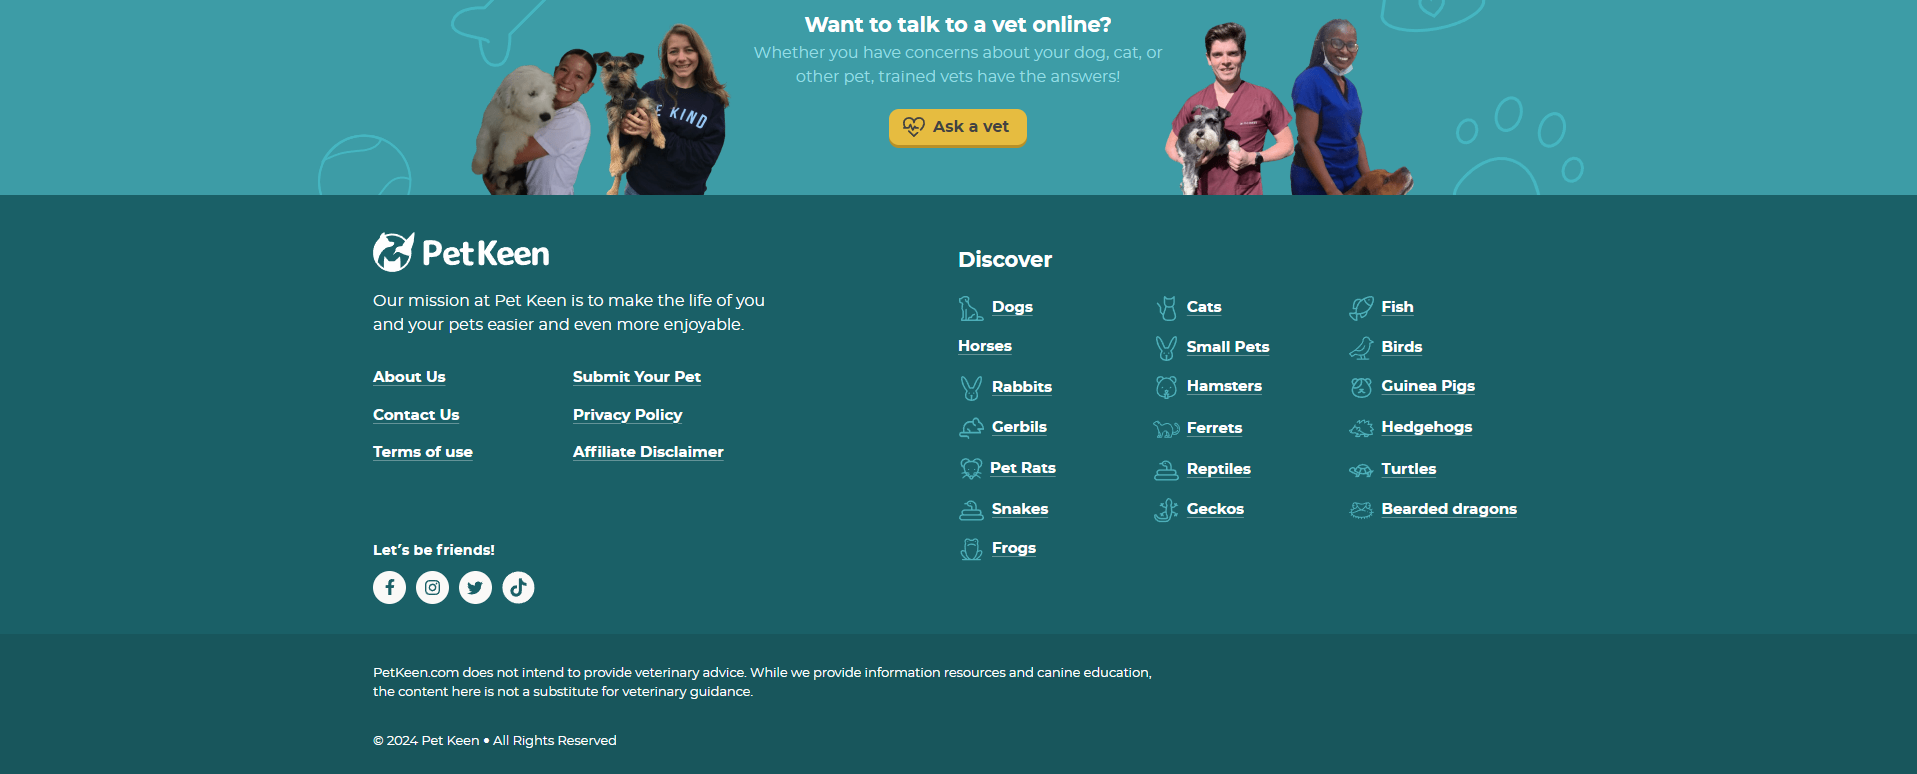 Want to talk to a vet online?
Whether you have concerns about your dog, cat, or
other pet, trained vets have the answers!
E KIND
Ask a vet
PetKeen
Our mission at Pet Keen is to make the life of you
and your pets easier and even more enjoyable.
About Us
Submit Your Pet
Contact Us
Privacy Policy
Terms of use
Affiliate Disclaimer
Let's be friends!
Discover
Dogs
Cats
Fish
Horses
Small Pets
Birds
Rabbits
Hamsters
Guinea Pigs
Gerbils
Ferrets
Hedgehogs
Pet Rats
Reptiles
Turtles
Snakes
Geckos
Bearded dragons
Frogs
PetKeen.com does not intend to provide veterinary advice. While we provide information resources and canine education,
the content here is not a substitute for veterinary guidance.
© 2024 Pet Keen • All Rights Reserved